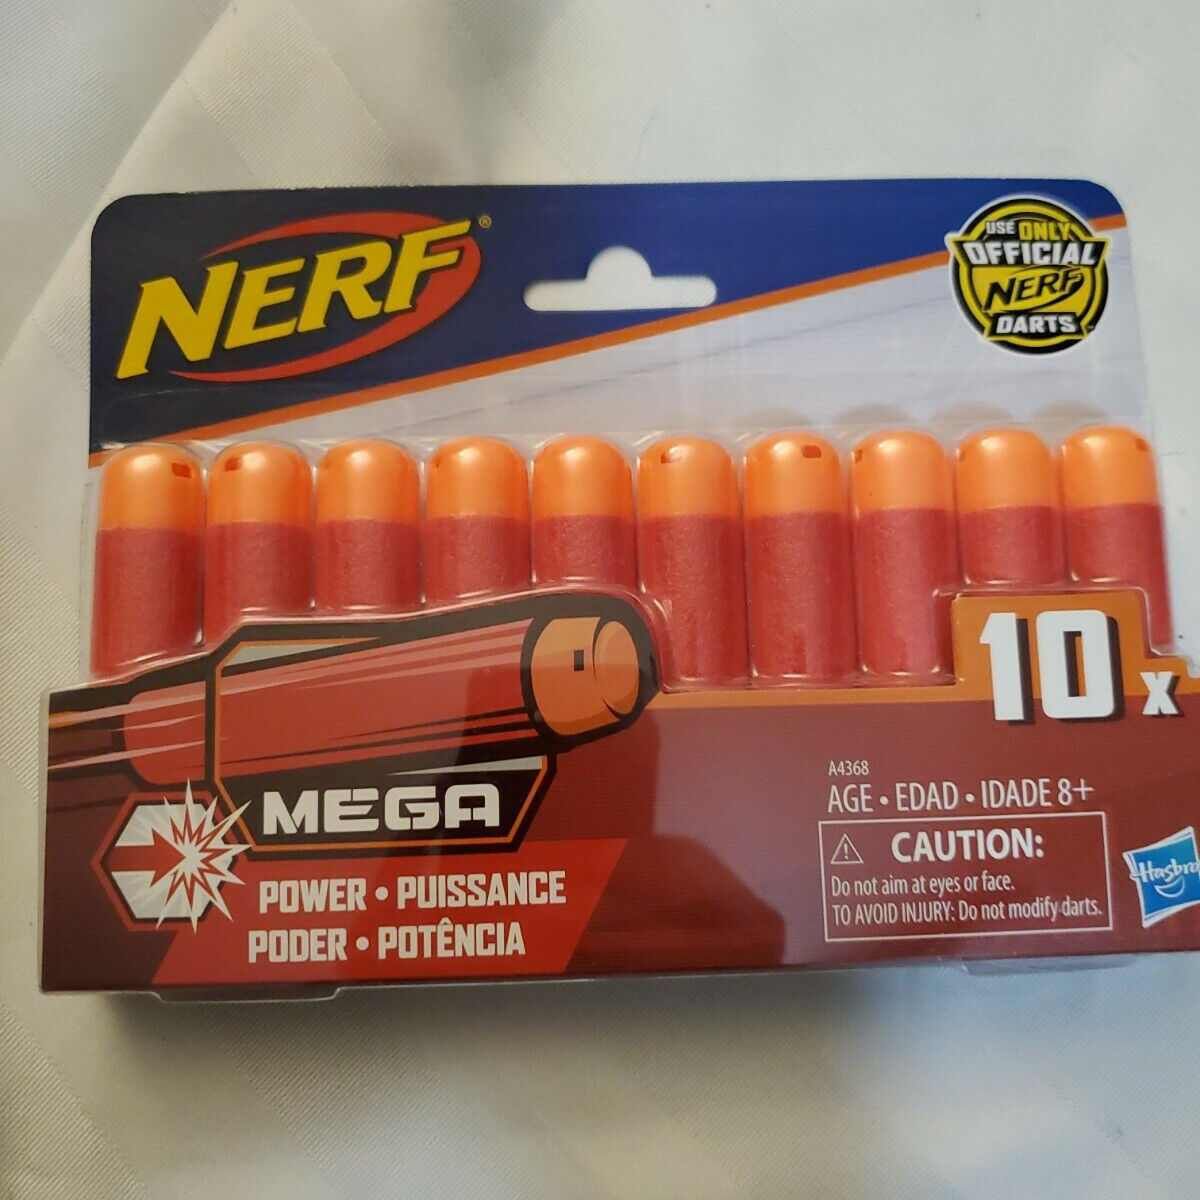 NERF®
USE ONLY
OFFICIAL
NERF
DARTS™
10x
MEGA
POWER • PUISSANCE
PODER • POTÊNCIA
A4368
AGE • EDAD • IDADE 8+
CAUTION:
Do not aim at eyes or face.
TO AVOID INJURY: Do not modify darts.
Hasbro